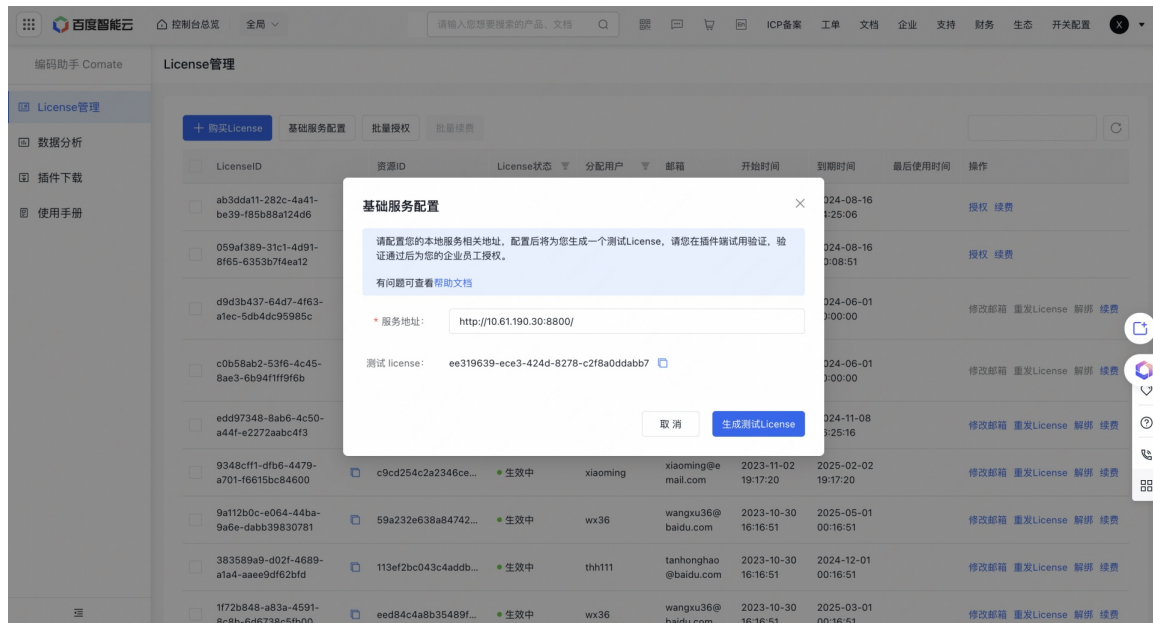 百度智能云
控制台总览
全局
请输入您想要搜索的产品、文档
ICP备案
工单
文档
企业
支持
财务
生态
开关配置
X
编码助手 Comate
License管理
License管理
数据分析
插件下载
使用手册
购买License
基础服务配置
批量授权
批量续费
LicenseID
资源ID
License状态
分配用户
邮箱
开始时间
到期时间
最后使用时间
操作
ab3dda11-282c-4a41-
be39-f85b88a124d6
024-08-16
授权 续费
059af389-31c1-4d91-
8f65-6353b7f4ea12
024-08-16
授权 续费
d9d3b437-64d7-4f63-
a1ec-5db4dc95985c
024-06-01
修改邮箱 重发License 解绑 续费
c0b58ab2-53f6-4c45-
8ae3-6b94f1ff9f6b
024-06-01
修改邮箱 重发License 解绑 续费
edd97348-8ab6-4c50-
a44f-e2272aabc4f3
024-11-08
修改邮箱 重发License 解绑 续费
基础服务配置
请配置您的本地服务相关地址，配置后将为您生成一个测试License，请您在插件端试用验证，验
证通过后为您的企业员工授权。
有问题可查看帮助文档
* 服务地址：
http://10.61.190.30:8800/
测试 license：
ee319639-ece3-424d-8278-c2f8a0ddabb7
取 消
生成测试License
9348cff1-dfb6-4479-
a701-f6615bc84600
c9cd254c2a2346ce...
生效中
xiaoming
xiaoming@e
mail.com
2023-11-02
19:17:20
2025-02-02
19:17:20
修改邮箱 重发License 解绑 续费
9a112b0c-e064-44ba-
9a6e-dabb39830781
59a232e638a84742...
生效中
wx36
wangxu36@
baidu.com
2023-10-30
16:16:51
2025-05-01
00:16:51
修改邮箱 重发License 解绑 续费
383589a9-d02f-4689-
a1a4-aaee9df62bfd
113ef2bc043c4addb...
生效中
thh111
tanhonghao
@baidu.com
2023-10-30
16:16:51
2024-12-01
00:16:51
修改邮箱 重发License 解绑 续费
1f72b848-a83a-4591-
8c8b-6d6738c5fb00
eed84c4a8b35489f...
生效中
wx36
wangxu36@
baidu.com
2023-10-30
16:16:51
2025-03-01
00:16:51
修改邮箱 重发License 解绑 续费